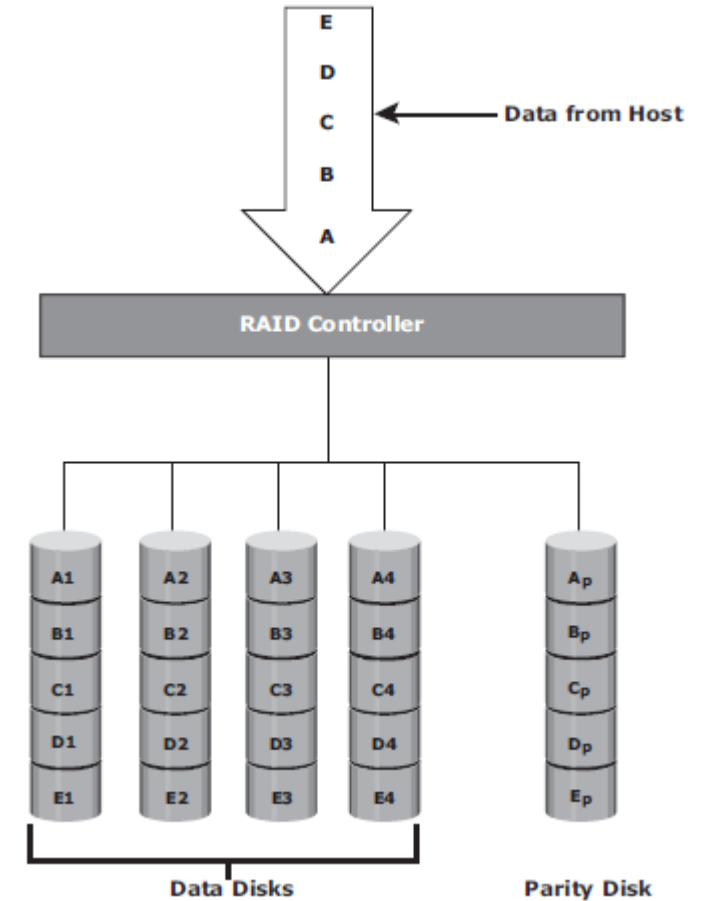 E
D
C
B
A
Data from Host
RAID Controller
A1 A2 A3 A4 Ap
B1 B2 B3 B4 Bp
C1 C2 C3 C4 Cp
D1 D2 D3 D4 Dp
E1 E2 E3 E4 Ep
Data Disks Parity Disk